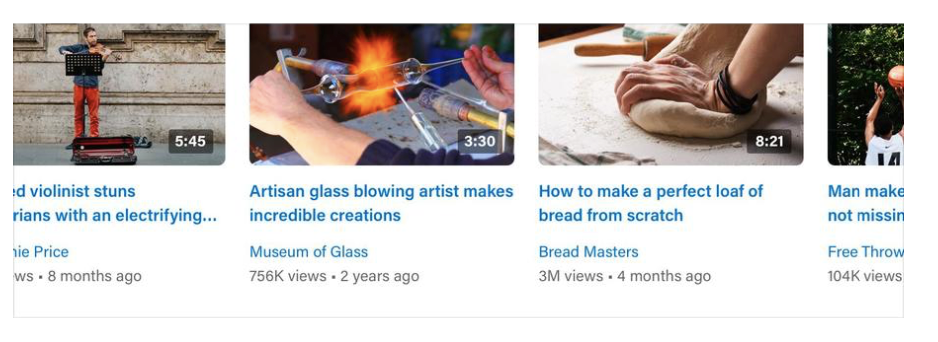 5:45
ed violinist stuns
rians with an electrifying...
nie Price
ws • 8 months ago
3:30
Artisan glass blowing artist makes
incredible creations
Museum of Glass
756K views • 2 years ago
8:21
How to make a perfect loaf of
bread from scratch
Bread Masters
3M views • 4 months ago
14
Man make
not missin
Free Throw
104K views